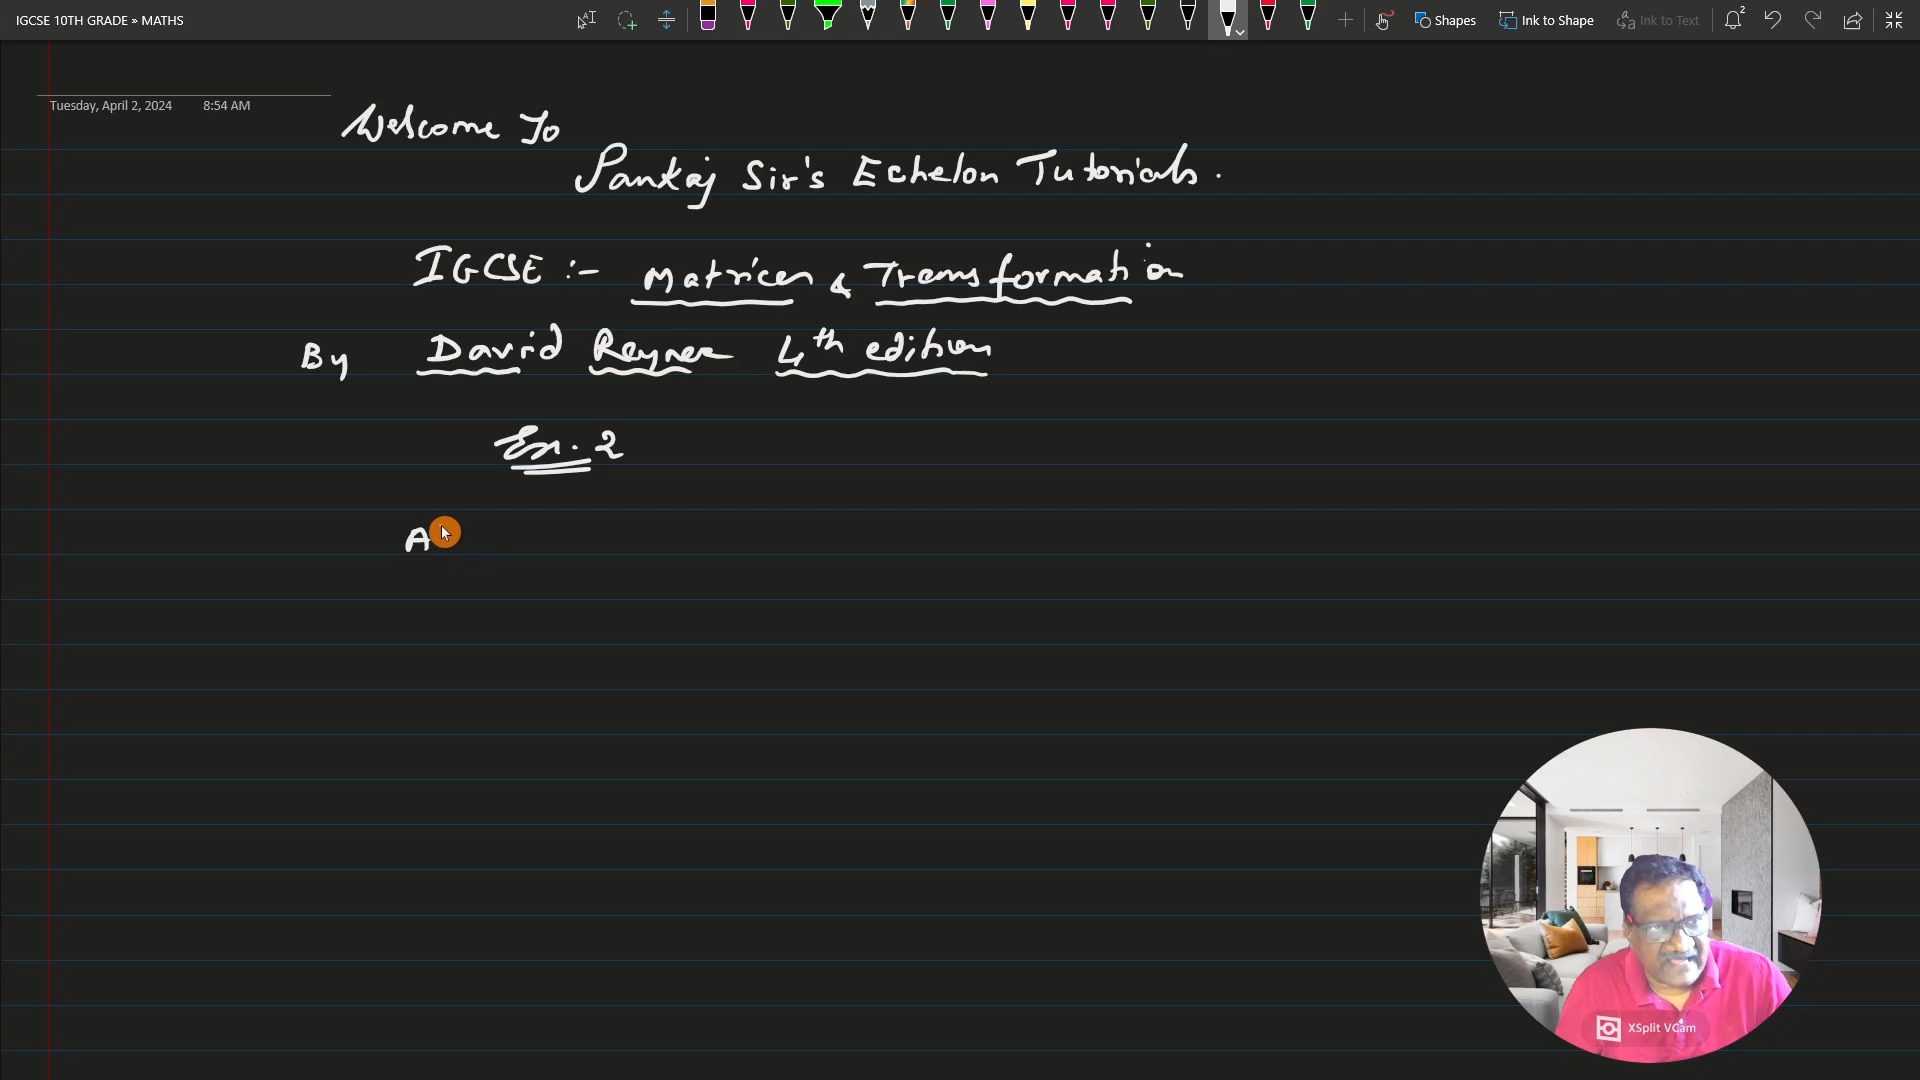 IGCSE 10TH GRADE » MATHS
Shapes
Ink to Shape
Ink to Text
2
Tuesday, April 2, 2024 8:54 AM
Welcome To
Pankaj Sir's Echelon Tutorials.
IGCSE :- Matrices & Transformation
By David Rayner 4th edition
Ex. 2
A
XSplit VCam